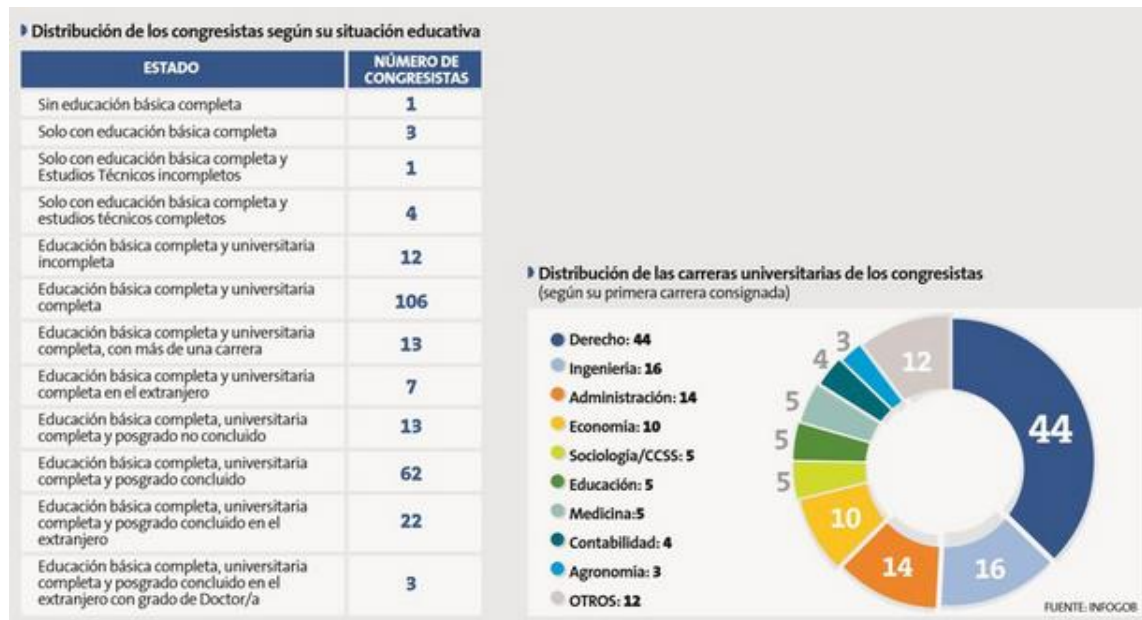 Distribución de los congresistas según su situación educativa
ESTADO
NÚMERO DE
CONGRESISTAS
Sin educación básica completa
1
Solo con educación básica completa
3
Solo con educación básica completa y
Estudios Técnicos incompletos
1
Solo con educación básica completa y
estudios técnicos completos
4
Educación básica completa y universitaria
incompleta
12
Educación básica completa y universitaria
completa
106
Educación básica completa y universitaria
completa, con más de una carrera
13
Educación básica completa y universitaria
completa en el extranjero
7
Educación básica completa, universitaria
completa y posgrado no concluido
13
Educación básica completa, universitaria
completa y posgrado concluido
62
Educación básica completa, universitaria
completa y posgrado concluido en el
extranjero
22
Educación básica completa, universitaria
completa y posgrado concluido en el
extranjero con grado de Doctor/a
3
Distribución de las carreras universitarias de los congresistas
(según su primera carrera consignada)
Derecho: 44
Ingeniería: 16
Administración: 14
Economía: 10
Sociología/CCSS: 5
Educación: 5
Medicina:5
Contabilidad: 4
Agronomía: 3
OTROS: 12
44
16
14
10
5
5
5
4
3
12
FUENTE: INFOGOB